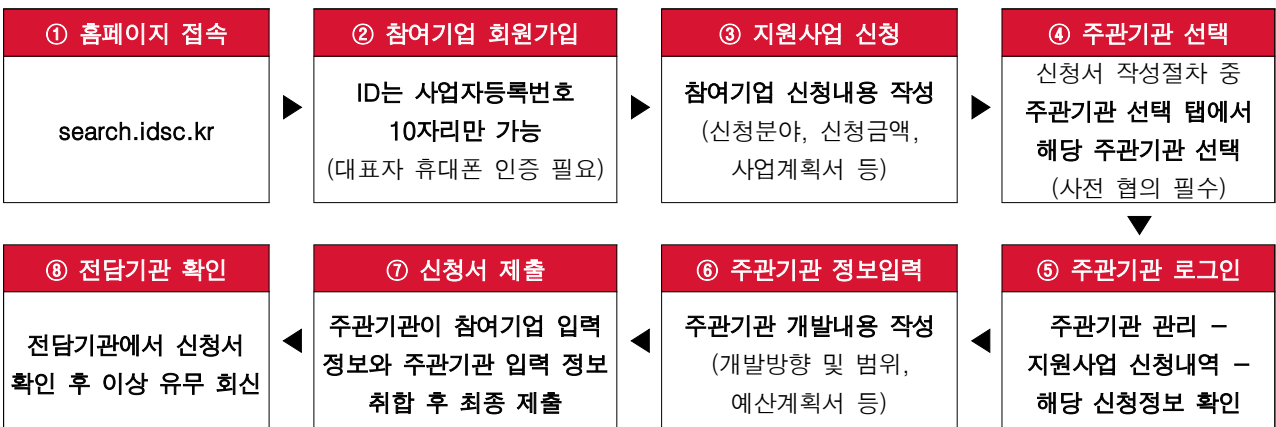 ① 홈페이지 접속
search.idsc.kr
② 참여기업 회원가입
ID는 사업자등록번호
10자리만 가능
(대표자 휴대폰 인증 필요)
③ 지원사업 신청
참여기업 신청내용 작성
(신청분야, 신청금액,
사업계획서 등)
④ 주관기관 선택
신청서 작성절차 중
주관기관 선택 탭에서
해당 주관기관 선택
(사전 협의 필수)
⑤ 주관기관 로그인
주관기관 관리 –
지원사업 신청내역 –
해당 신청정보 확인
⑥ 주관기관 정보입력
주관기관 개발내용 작성
(개발방향 및 범위,
예산계획서 등)
⑦ 신청서 제출
주관기관이 참여기업 입력
정보와 주관기관 입력 정보
취합 후 최종 제출
⑧ 전담기관 확인
전담기관에서 신청서
확인 후 이상 유무 회신